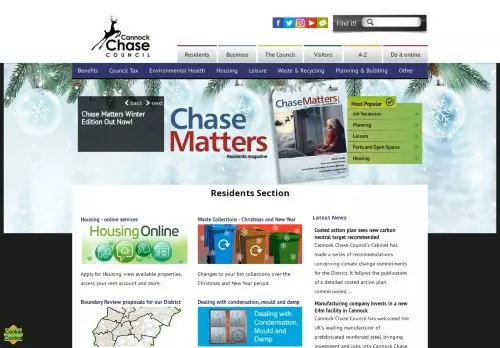 Cannock
Chase
COUNCIL
Find it!
Residents
Business
The Council
Visitors
A-Z
Do it online
Benefits
Council Tax
Environmental Health
Housing
Leisure
Waste & Recycling
Planning & Building
Other
back
next
Chase Matters Winter
Edition Out Now!
Chase
Matters
Residents magazine
ChaseMatters
Most Popular
Job Vacancies
Planning
Leisure
Parks and Open Spaces
Housing
Residents Section
Housing - online services
HousingOnline
Apply for Housing, view available properties,
access your rent account and more.
Boundary Review proposals for our District
Waste Collections - Christmas and New Year
Changes to your bin collections over the
Christmas and New Year period.
Dealing with condensation, mould and damp
Dealing with
Condensation,
Mould and
Damp
Latest News
Costed action plan sees new carbon
neutral target recommended
Cannock Chase Council's Cabinet has
made a series of recommendations
concerning climate change commitments
for the District. It follows the publication
of a detailed costed action plan
commissioned ...
Manufacturing company invests in a new
£4m facility in Cannock
Cannock Chase Council has welcomed the
UK's leading manufacturer of
prefabricated reinforced steel, bringing
investment and jobs into Cannock Chase.
Cookie
Control